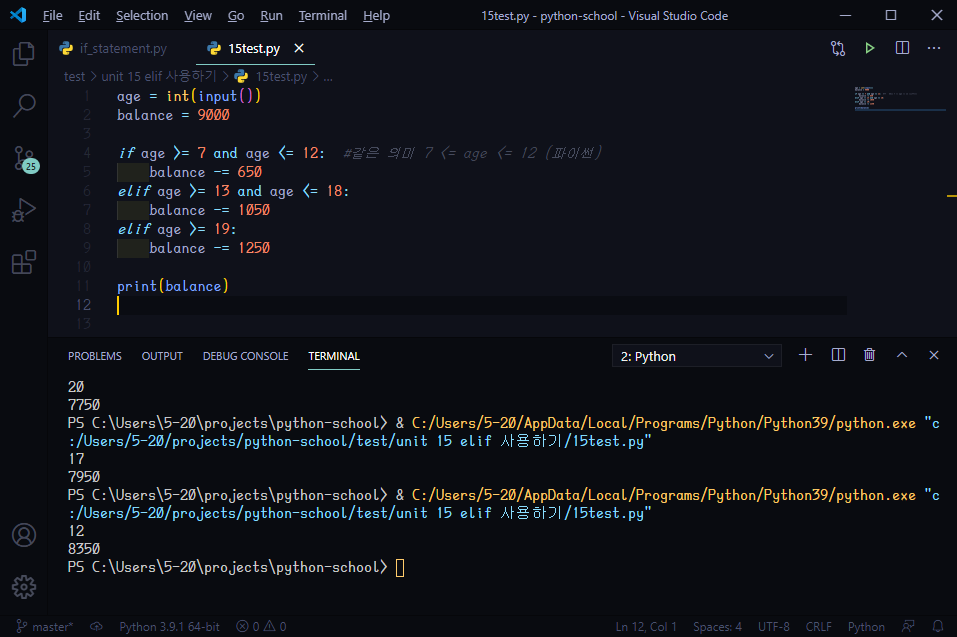 File Edit Selection View Go Run Terminal Help 15test.py - python-school - Visual Studio Code
if_statement.py 15test.py
test > unit 15 elif 사용하기 > 15test.py > ...
1 age = int(input())
2 balance = 9000
3
4 if age >= 7 and age <= 12: #같은 의미 7 <= age <= 12 (파이썬)
5 balance -= 650
6 elif age >= 13 and age <= 18:
7 balance -= 1050
8 elif age >= 19:
9 balance -= 1250
10
11 print(balance)
12
13
25
PROBLEMS OUTPUT DEBUG CONSOLE TERMINAL 2: Python
20
7750
PS C:\Users\5-20\projects\python-school> & C:/Users/5-20/AppData/Local/Programs/Python/Python39/python.exe "c
:/Users/5-20/projects/python-school/test/unit 15 elif 사용하기/15test.py"
17
7950
PS C:\Users\5-20\projects\python-school> & C:/Users/5-20/AppData/Local/Programs/Python/Python39/python.exe "c
:/Users/5-20/projects/python-school/test/unit 15 elif 사용하기/15test.py"
12
8350
PS C:\Users\5-20\projects\python-school>
master* Python 3.9.1 64-bit 0 0 Ln 12, Col 1 Spaces: 4 UTF-8 CRLF Python